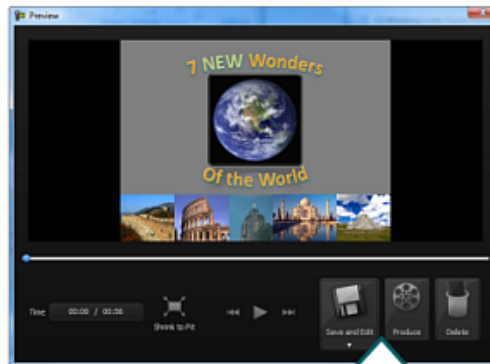 Preview
7 NEW Wonders
Of the World
Time
00:00 / 00:56
Shrink to Fit
Save and Edit
Produce
Delete